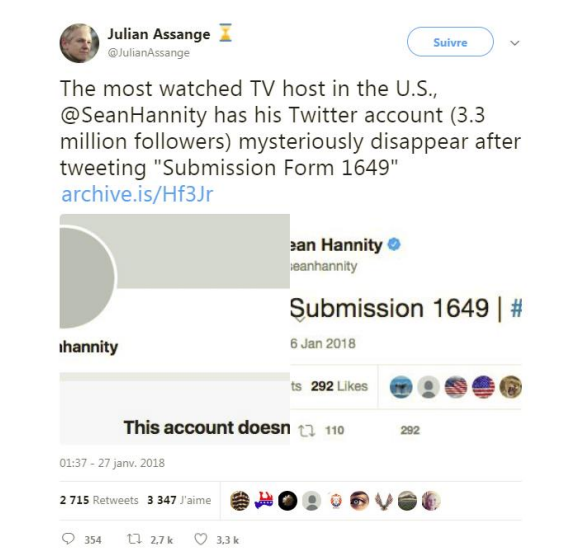 Julian Assange
@JulianAssange
Suivre
The most watched TV host in the U.S.,
@SeanHannity has his Twitter account (3.3
million followers) mysteriously disappear after
tweeting "Submission Form 1649"
archive.is/Hf3Jr
ean Hannity
eanhannity
Submission 1649 | #
hannity
6 Jan 2018
ts 292 Likes
This account doesn
110 292
01:37 - 27 janv. 2018
2 715 Retweets 3 347 J'aime
354 2,7 k 3,3 k